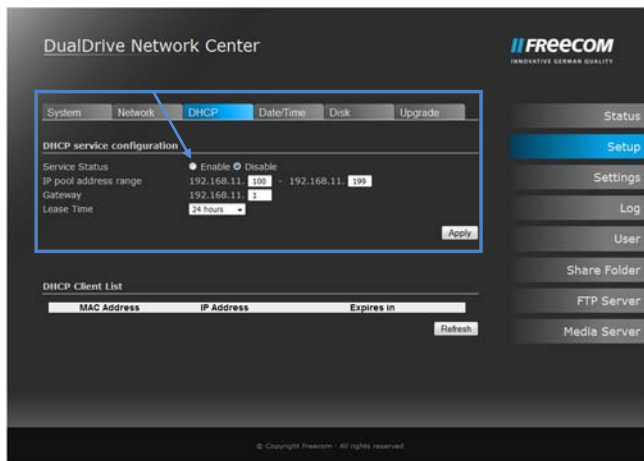 DualDrive Network Center
FREECOM
INNOVATIVE GERMAN QUALITY
System Network DHCP Date/Time Disk Upgrade
DHCP service configuration
Service Status Enable Disable
IP pool address range 192.168.11. 100 - 192.168.11. 199
Gateway 192.168.11. 1
Lease Time 24 hours
Apply
DHCP Client List
MAC Address IP Address Expires in
Refresh
Status
Setup
Settings
Log
User
Share Folder
FTP Server
Media Server
© Copyright Freecom - All rights reserved.